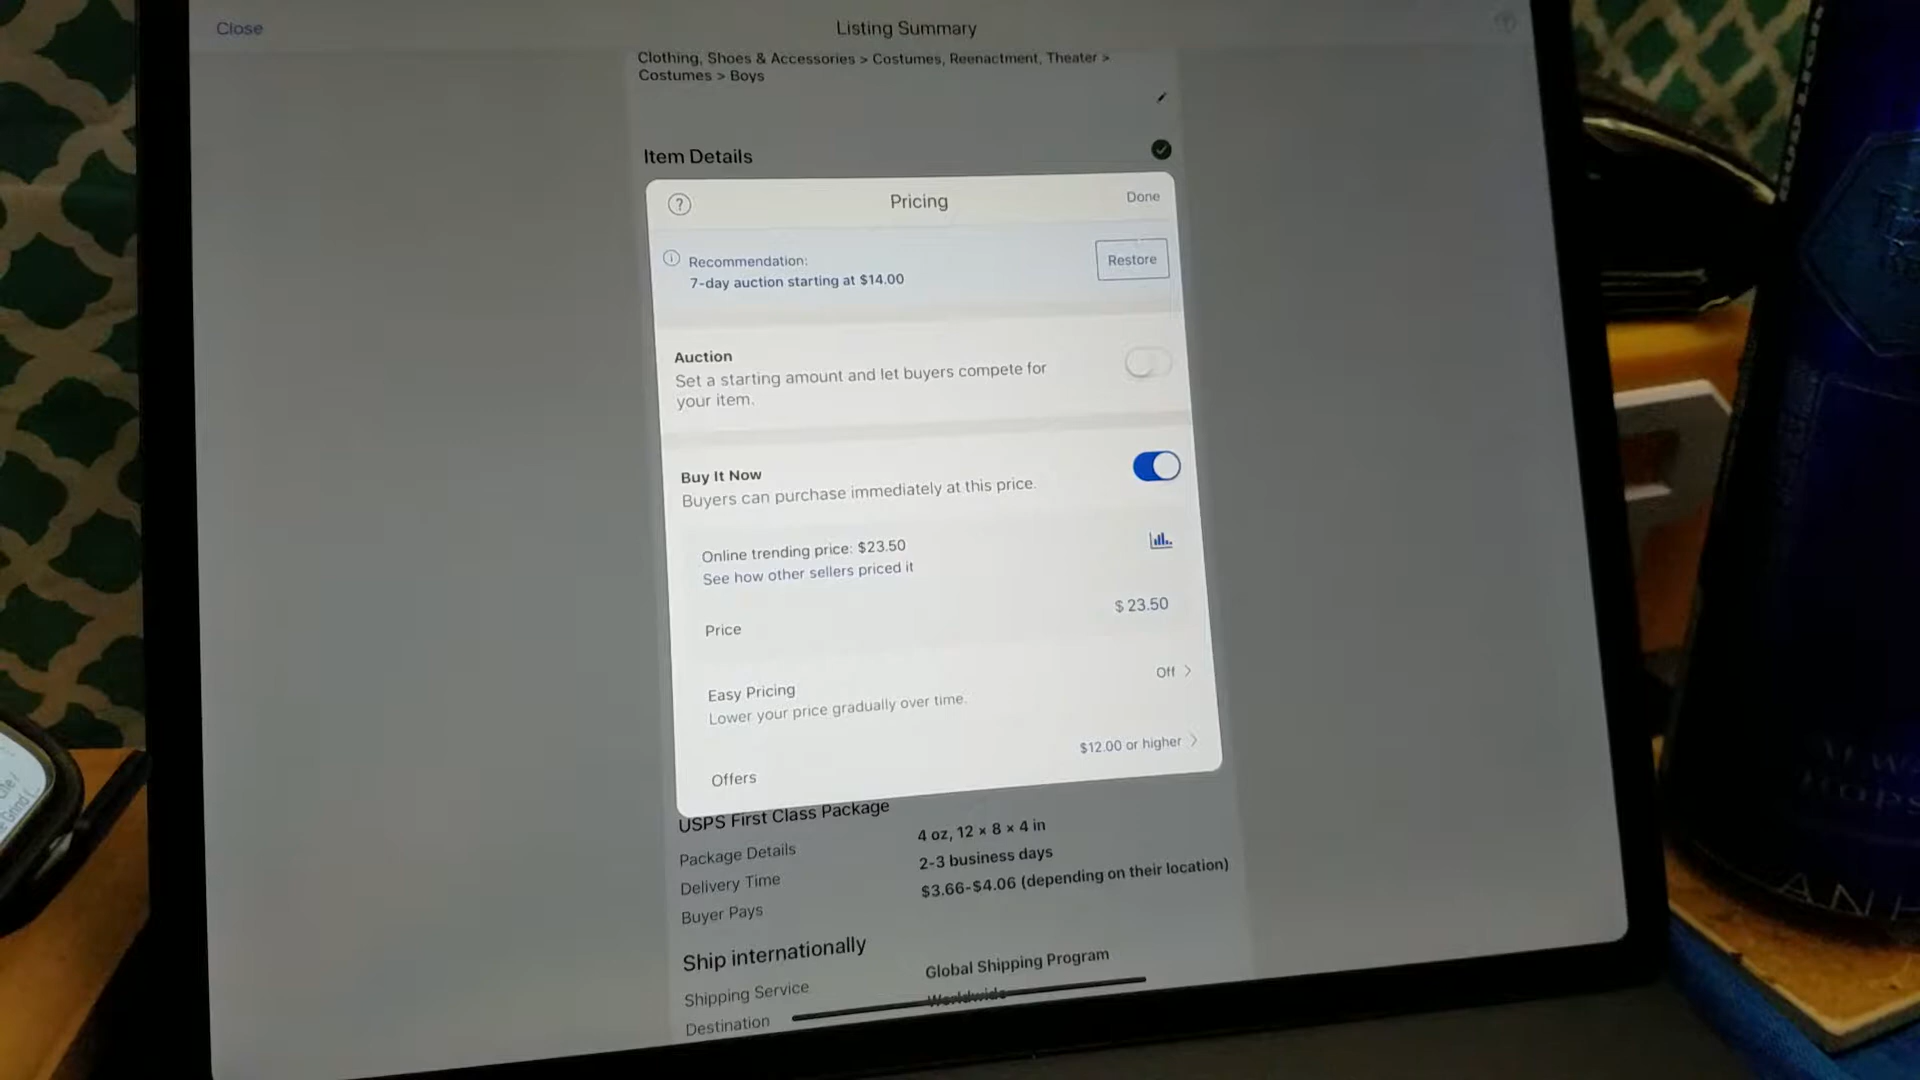 Close
Listing Summary
Clothing, Shoes & Accessories > Costumes, Reenactment, Theater >
Costumes > Boys
Item Details
?
Pricing
Done
Recommendation:
7-day auction starting at $14.00
Restore
Auction
Set a starting amount and let buyers compete for
your item.
Buy It Now
Buyers can purchase immediately at this price.
Online trending price: $23.50
See how other sellers priced it
Price
$ 23.50
Easy Pricing
Off >
Lower your price gradually over time.
Offers
$12.00 or higher >
USPS First Class Package
Package Details
4 oz, 12 × 8 × 4 in
Delivery Time
2-3 business days
Buyer Pays
$3.66-$4.06 (depending on their location)
Ship internationally
Shipping Service
Global Shipping Program
Destination
Worldwide